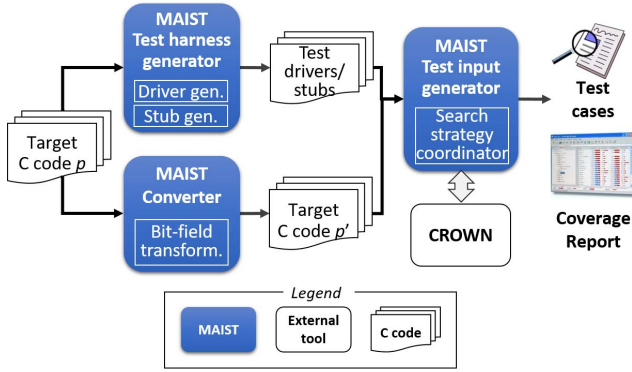 MAIST
Test harness
generator
Driver gen.
Stub gen.
Test
drivers/
stubs
MAIST
Test input
generator
Search
strategy
coordinator
Test
cases
Target
C code p
MAIST
Converter
Bit-field
transform.
Target
C code p’
CROWN
Coverage
Report
Legend
MAIST
External
tool
C code